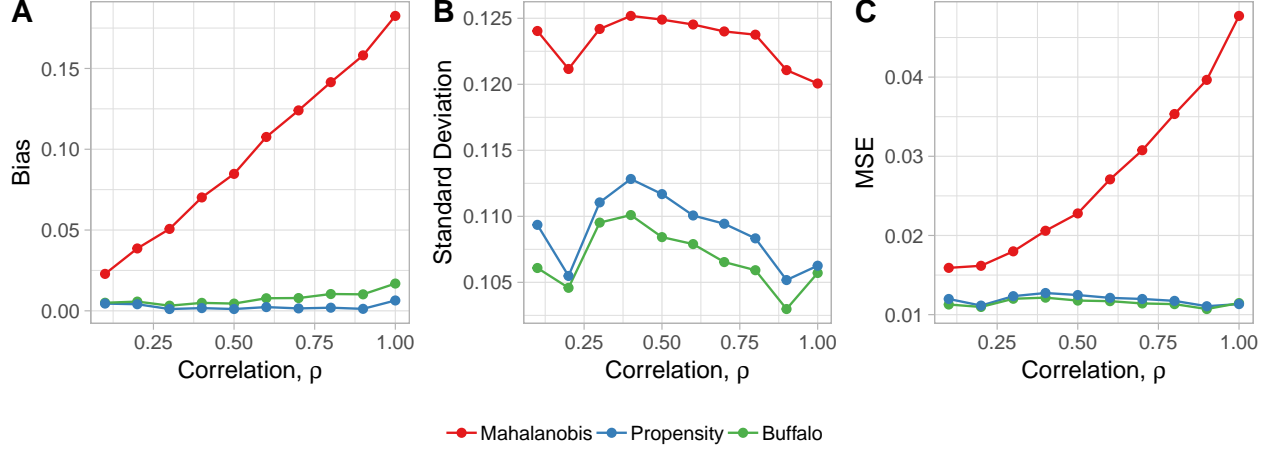 A
Bias
0.15
0.10
0.05
0.00
0.25
0.50
0.75
1.00
Correlation, ρ
B
Standard Deviation
0.125
0.120
0.115
0.110
0.105
0.25
0.50
0.75
1.00
Correlation, ρ
C
MSE
0.04
0.03
0.02
0.01
0.25
0.50
0.75
1.00
Correlation, ρ
Mahalanobis
Propensity
Buffalo